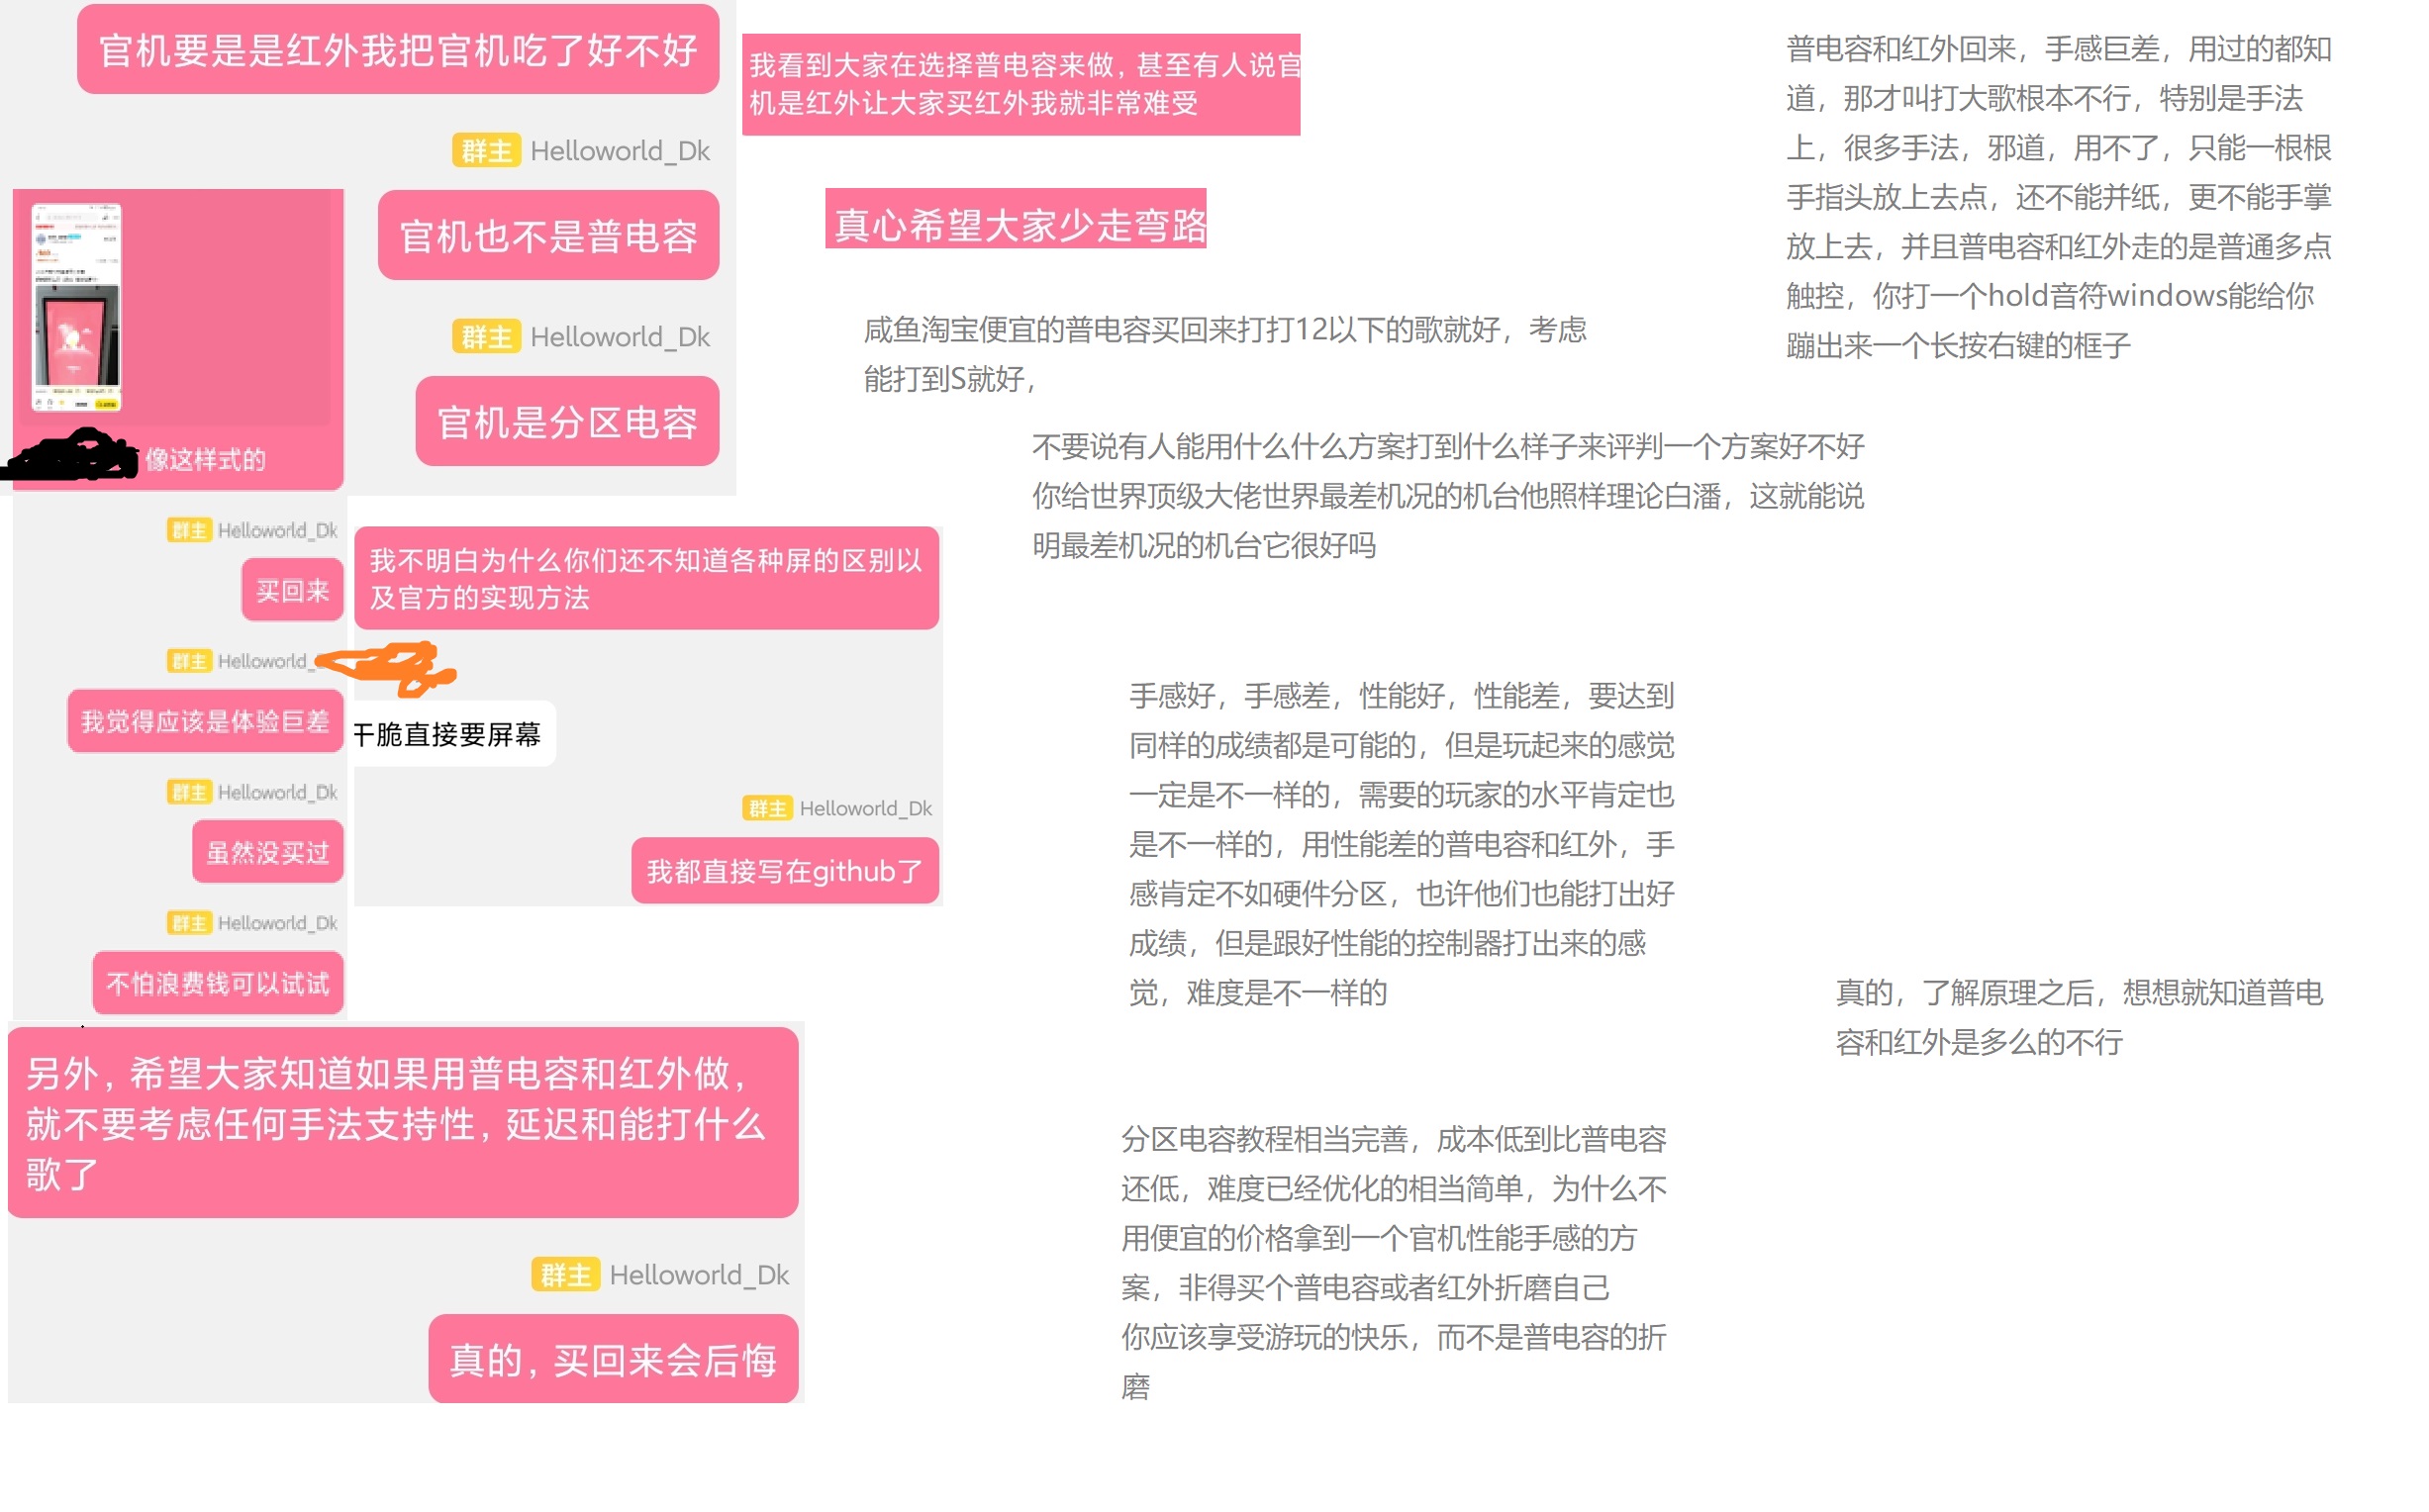 官机要是是红外我把官机吃了好不好
群主 Helloworld_Dk
官机也不是普电容
群主 Helloworld_Dk
官机是分区电容
像这样式的
群主 Helloworld_Dk
买回来
群主 Helloworld_
我觉得应该是体验巨差
群主 Helloworld_Dk
虽然没买过
群主 Helloworld_Dk
不怕浪费钱可以试试
我不明白为什么你们还不知道各种屏的区别以
及官方的实现方法
干脆直接要屏幕
群主 Helloworld_Dk
我都直接写在github了
另外，希望大家知道如果用普电容和红外做，
就不要考虑任何手法支持性，延迟和能打什么
歌了
群主 Helloworld_Dk
真的，买回来会后悔
我看到大家在选择普电容来做，甚至有人说官
机是红外让大家买红外我就非常难受
真心希望大家少走弯路
咸鱼淘宝便宜的普电容买回来打打12以下的歌就好，考虑
能打到S就好，
不要说有人能用什么什么方案打到什么样子来评判一个方案好不好
你给世界顶级大佬世界最差机况的机台他照样理论白潘，这就能说
明最差机况的机台它很好吗
手感好，手感差，性能好，性能差，要达到
同样的成绩都是可能的，但是玩起来的感觉
一定是不一样的，需要的玩家的水平肯定也
是不一样的，用性能差的普电容和红外，手
感肯定不如硬件分区，也许他们也能打出好
成绩，但是跟好性能的控制器打出来的感
觉，难度是不一样的
分区电容教程相当完善，成本低到比普电容
还低，难度已经优化的相当简单，为什么不
用便宜的价格拿到一个官机性能手感的方
案，非得买个普电容或者红外折磨自己
你应该享受游玩的快乐，而不是普电容的折
磨
普电容和红外回来，手感巨差，用过的都知
道，那才叫打大歌根本不行，特别是手法
上，很多手法，邪道，用不了，只能一根根
手指头放上去点，还不能并纸，更不能手掌
放上去，并且普电容和红外走的是普通多点
触控，你打一个hold音符windows能给你
蹦出来一个长按右键的框子
真的，了解原理之后，想想就知道普电
容和红外是多么的不行